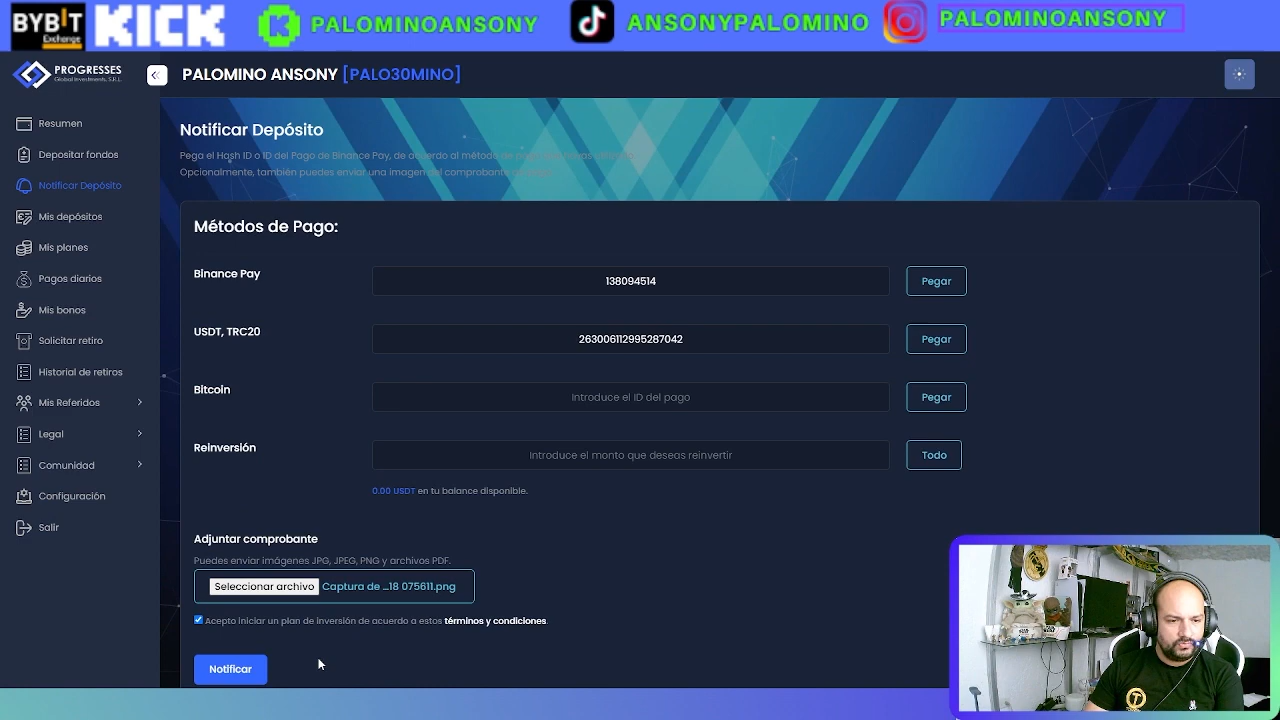 BYBIT
Exchange
KICK
PALOMINOANSONY
ANSONYPALOMINO
PALOMINOANSONY
PROGRESSES
Global Investments, S.R.L.
PALOMINO ANSONY [PALO30MINO]
Resumen
Depositar fondos
Notificar Depósito
Mis depósitos
Mis planes
Pagos diarios
Mis bonos
Solicitar retiro
Historial de retiros
Mis Referidos
Legal
Comunidad
Configuración
Salir
Notificar Depósito
Pega el Hash ID o ID del Pago de Binance Pay, de acuerdo al método de
Opcionalmente, también puedes enviar una imagen del comprobante
Métodos de Pago:
Binance Pay
138094514
Pegar
USDT, TRC20
263006112995287042
Pegar
Bitcoin
Introduce el ID del pago
Pegar
Reinversión
Introduce el monto que deseas reinvertir
Todo
0.00 USDT en tu balance disponible.
Adjuntar comprobante
Puedes enviar imágenes JPG, JPEG, PNG y archivos PDF.
Seleccionar archivo Captura de ...18 075611.png
Acepto iniciar un plan de inversión de acuerdo a estos términos y condiciones.
Notificar